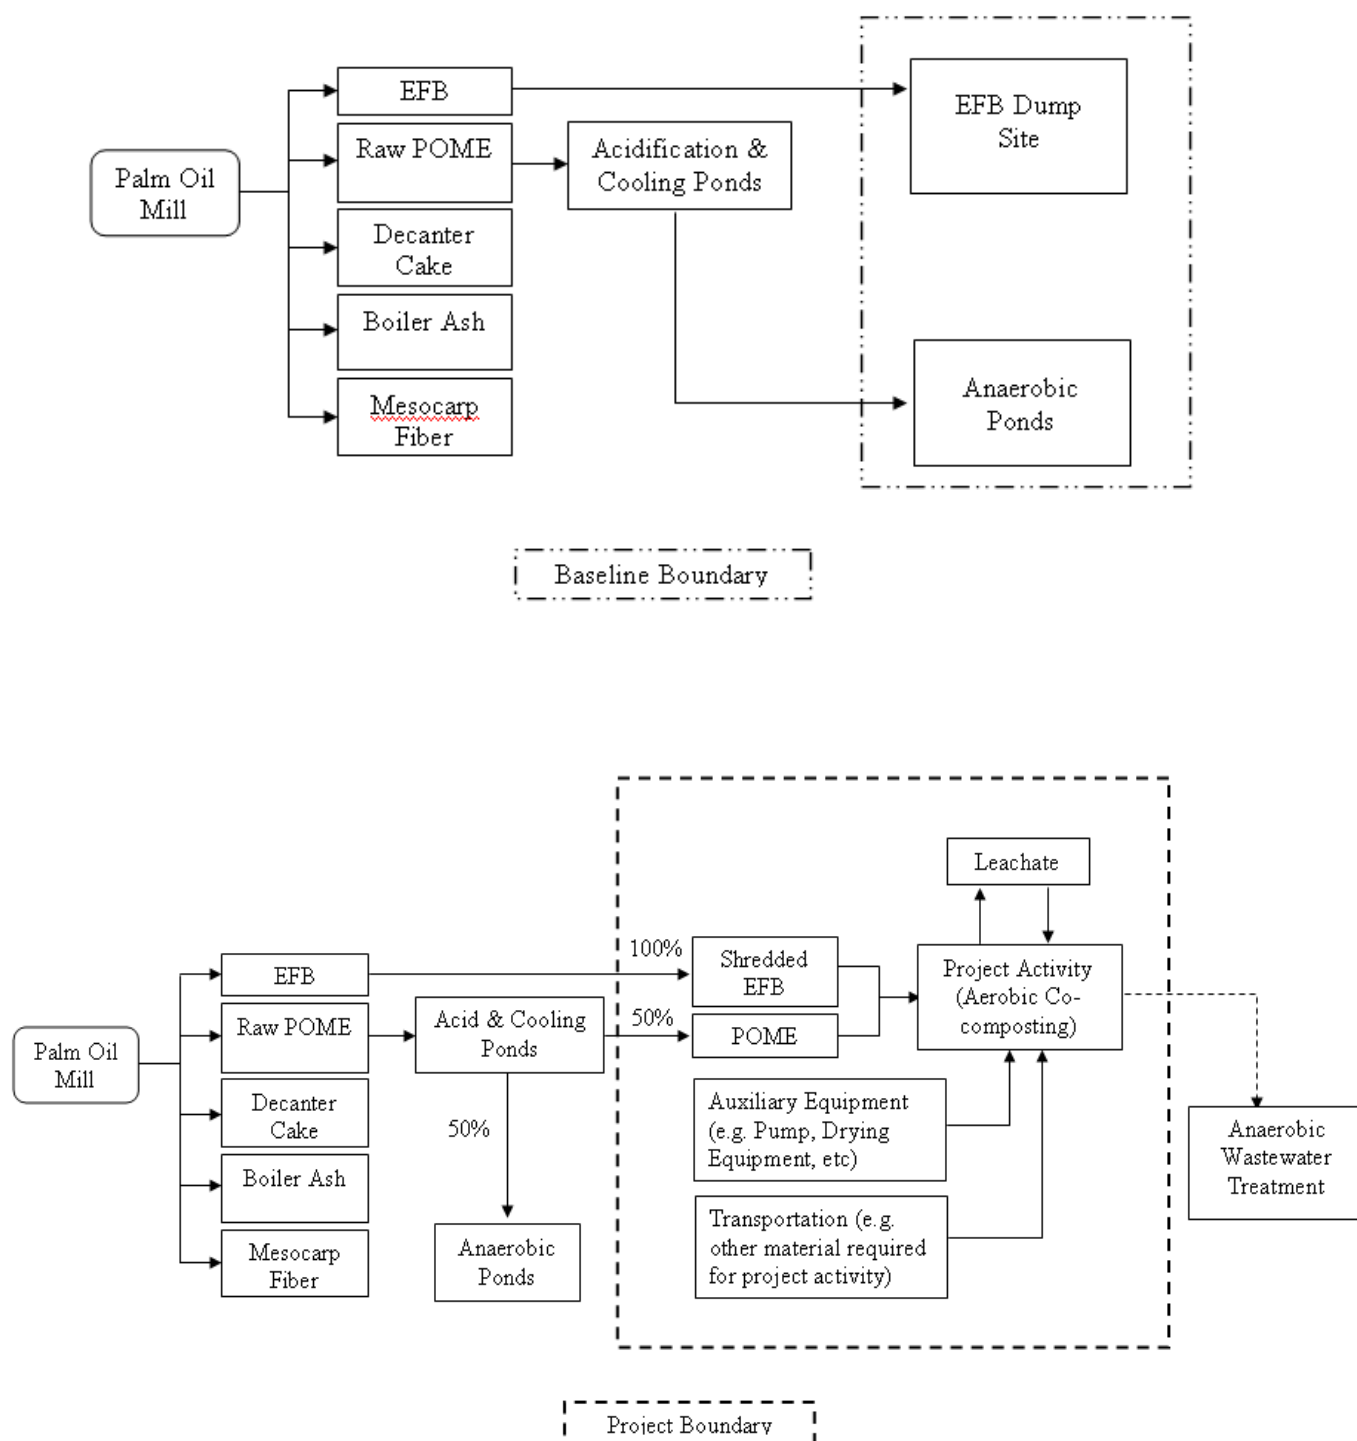 EFB
EFB Dump
Site
Raw POME
Acidification &
Cooling Ponds
Palm Oil
Mill
Decanter
Cake
Boiler Ash
Mesocarp
Fiber
Anaerobic
Ponds
Baseline Boundary
Leachate
100%
EFB
Shredded
EFB
Project Activity
(Aerobic Co-
composting)
Raw POME
Acid & Cooling
Ponds
50%
POME
Palm Oil
Mill
Decanter
Cake
50%
Auxiliary Equipment
(e.g. Pump, Drying
Equipment, etc)
Anaerobic
Wastewater
Treatment
Boiler Ash
Transportation (e.g.
other material required
for project activity)
Mesocarp
Fiber
Anaerobic
Ponds
Project Boundary